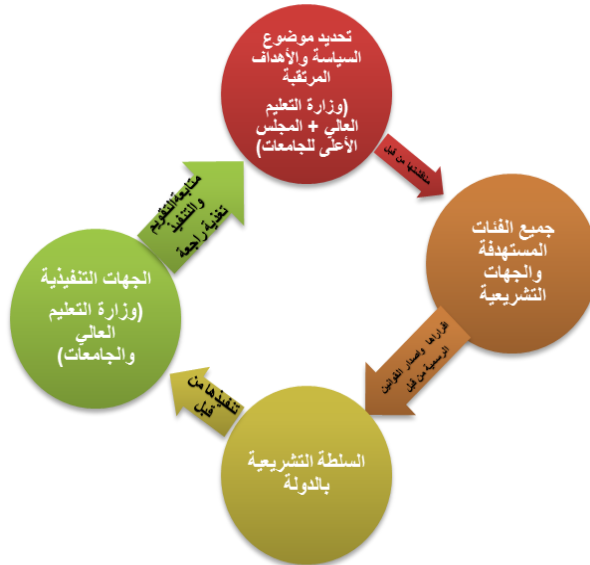 تحديد موضوع
السياسة والأهداف
المرتقبة
(وزارة التعليم
العالي + المجلس
الأعلى للجامعات)
مناقشتها من قبل
جميع الفئات
المستهدفة
والجهات
التشريعية
اقرارها واصدار القوانين
الرسمية من قبل
السلطة التشريعية
بالدولة
تنفيذها من
قبل
الجهات التنفيذية
(وزارة التعليم
العالي
والجامعات)
متابعة التقويم
والتنفيذ
تغذية راجعة